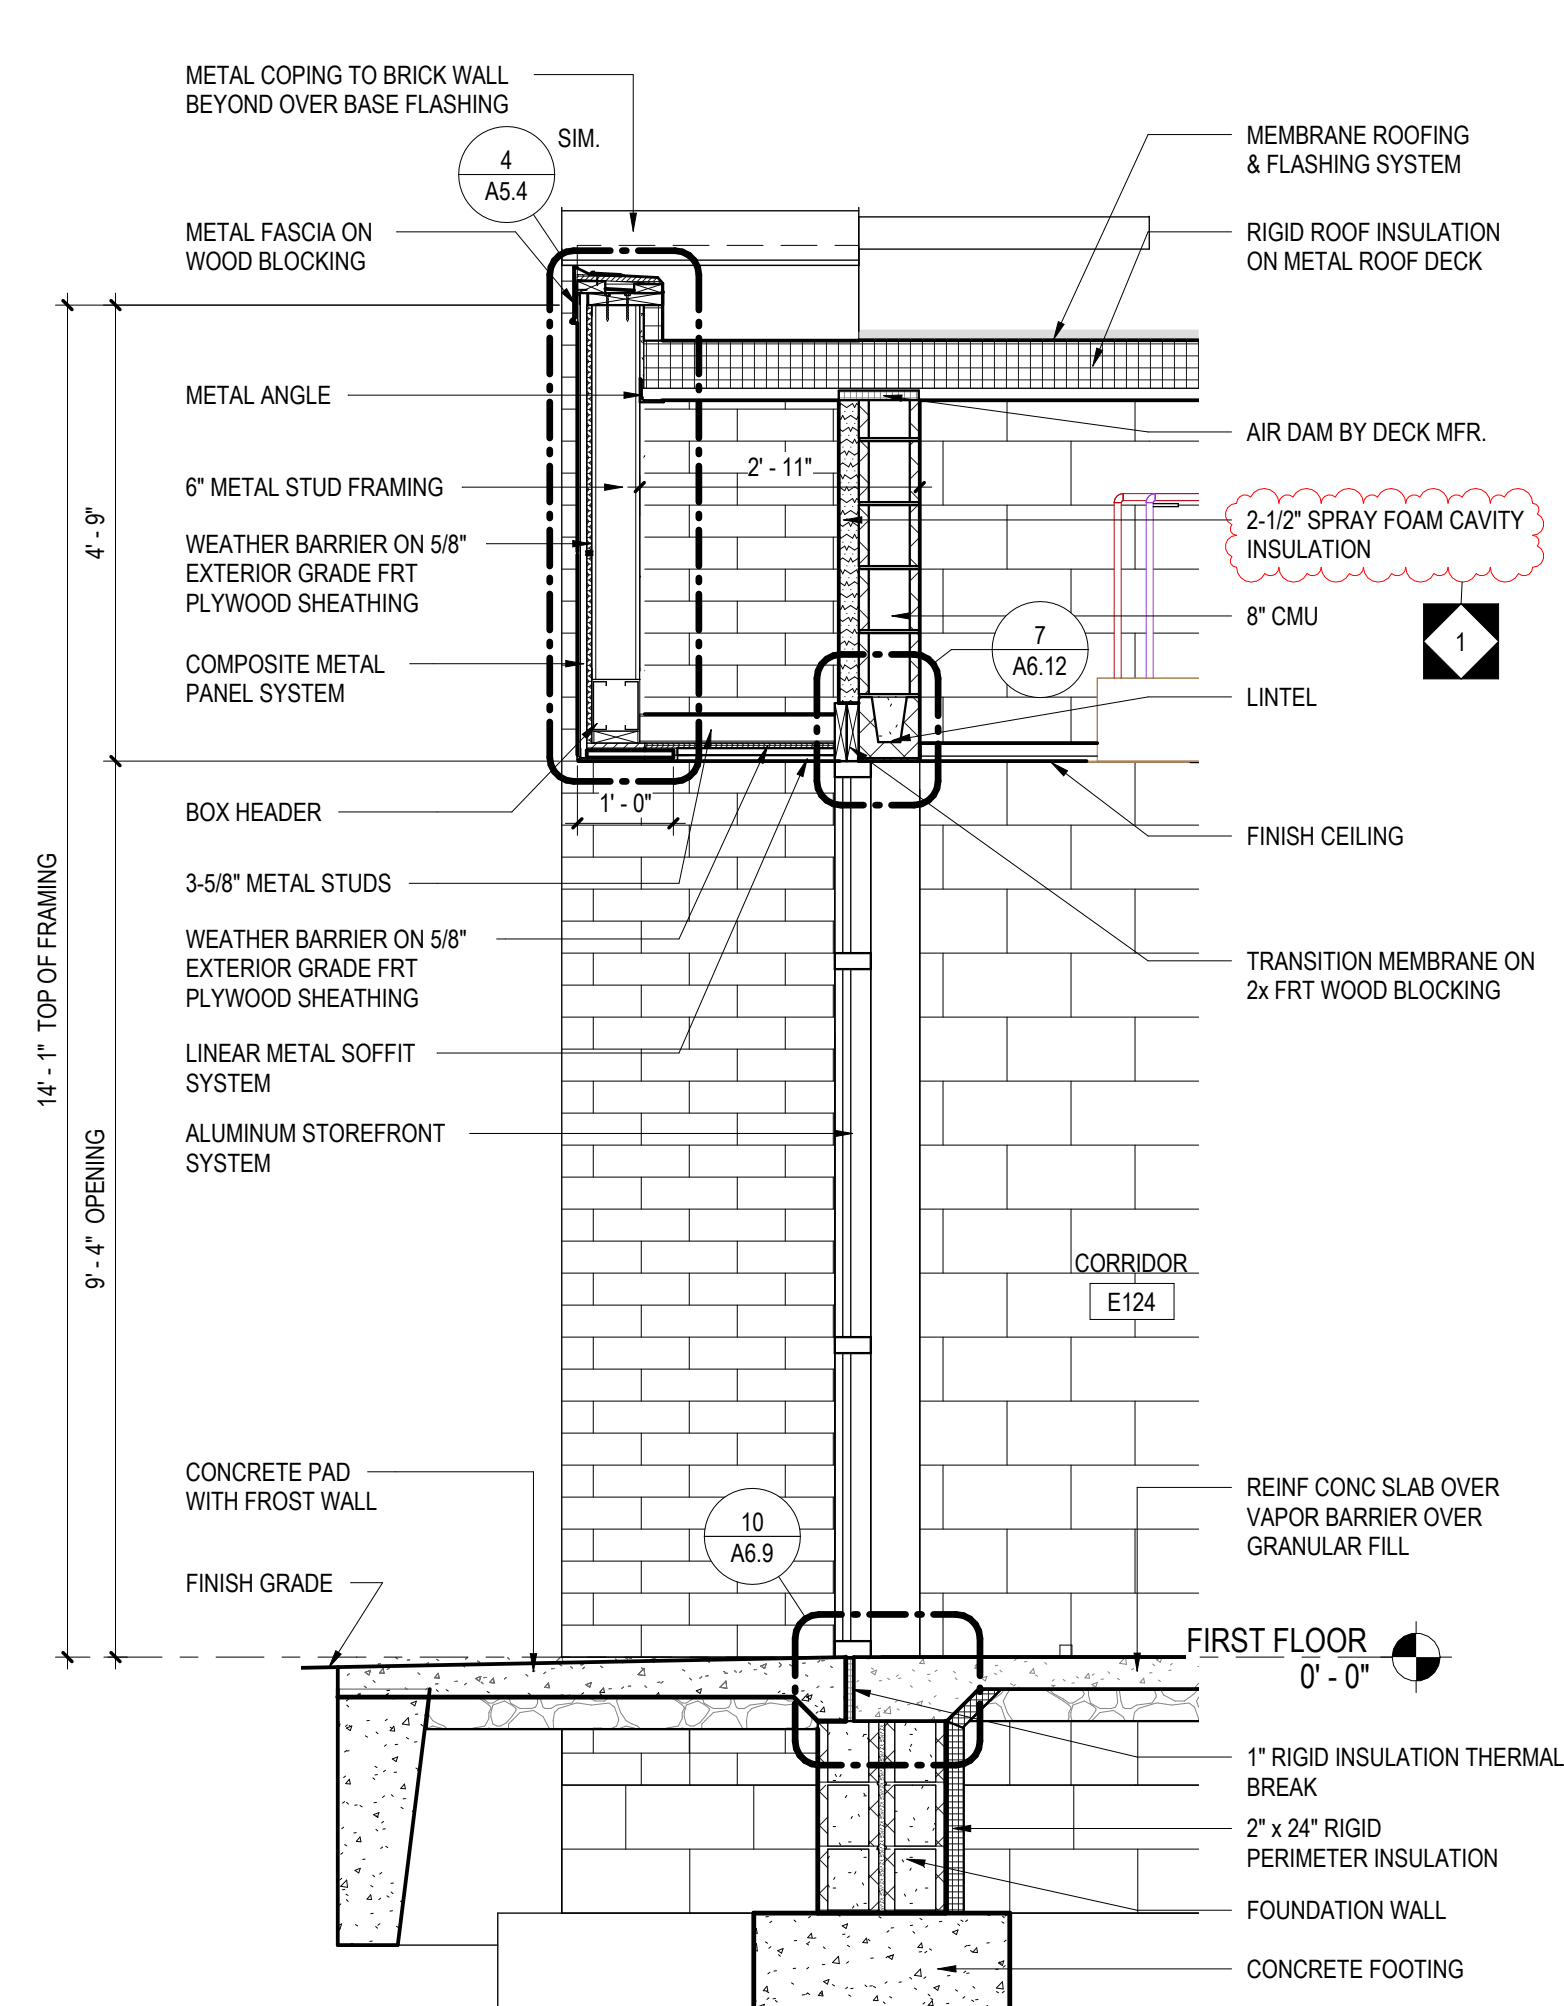 METAL COPING TO BRICK WALL
BEYOND OVER BASE FLASHING
SIM.
4
A5.4
METAL FASCIA ON
WOOD BLOCKING
METAL ANGLE
6" METAL STUD FRAMING
WEATHER BARRIER ON 5/8"
EXTERIOR GRADE FRT
PLYWOOD SHEATHING
COMPOSITE METAL
PANEL SYSTEM
BOX HEADER
3-5/8" METAL STUDS
WEATHER BARRIER ON 5/8"
EXTERIOR GRADE FRT
PLYWOOD SHEATHING
LINEAR METAL SOFFIT
SYSTEM
ALUMINUM STOREFRONT
SYSTEM
CONCRETE PAD
WITH FROST WALL
FINISH GRADE
14' - 1" TOP OF FRAMING
4' - 9"
9' - 4" OPENING
2' - 11"
1' - 0"
7
A6.12
10
A6.9
CORRIDOR
E124
MEMBRANE ROOFING
& FLASHING SYSTEM
RIGID ROOF INSULATION
ON METAL ROOF DECK
AIR DAM BY DECK MFR.
2-1/2" SPRAY FOAM CAVITY
INSULATION
8" CMU
1
LINTEL
FINISH CEILING
TRANSITION MEMBRANE ON
2x FRT WOOD BLOCKING
REINF CONC SLAB OVER
VAPOR BARRIER OVER
GRANULAR FILL
FIRST FLOOR
0' - 0"
1" RIGID INSULATION THERMAL
BREAK
2" x 24" RIGID
PERIMETER INSULATION
FOUNDATION WALL
CONCRETE FOOTING